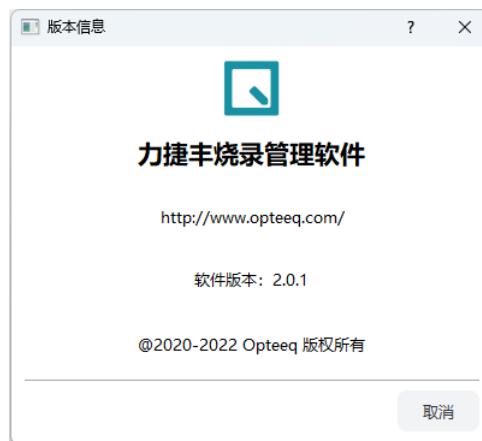 版本信息
力捷丰烧录管理软件
http://www.opteeq.com/
软件版本：2.0.1
@2020-2022 Opteeq 版权所有
取消